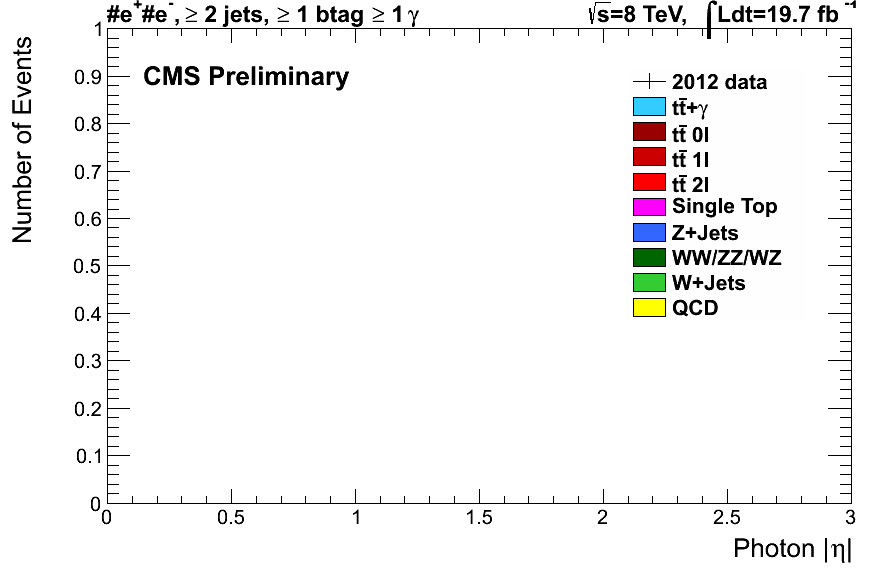 #e⁺#e⁻, ≥ 2 jets, ≥ 1 btag ≥ 1 γ
√s=8 TeV, ∫Ldt=19.7 fb⁻¹
CMS Preliminary
2012 data
tt̄+γ
tt̄ 0l
tt̄ 1l
tt̄ 2l
Single Top
Z+Jets
WW/ZZ/WZ
W+Jets
QCD
Number of Events
1
0.9
0.8
0.7
0.6
0.5
0.4
0.3
0.2
0.1
0
0 0.5 1 1.5 2 2.5 3
Photon |η|